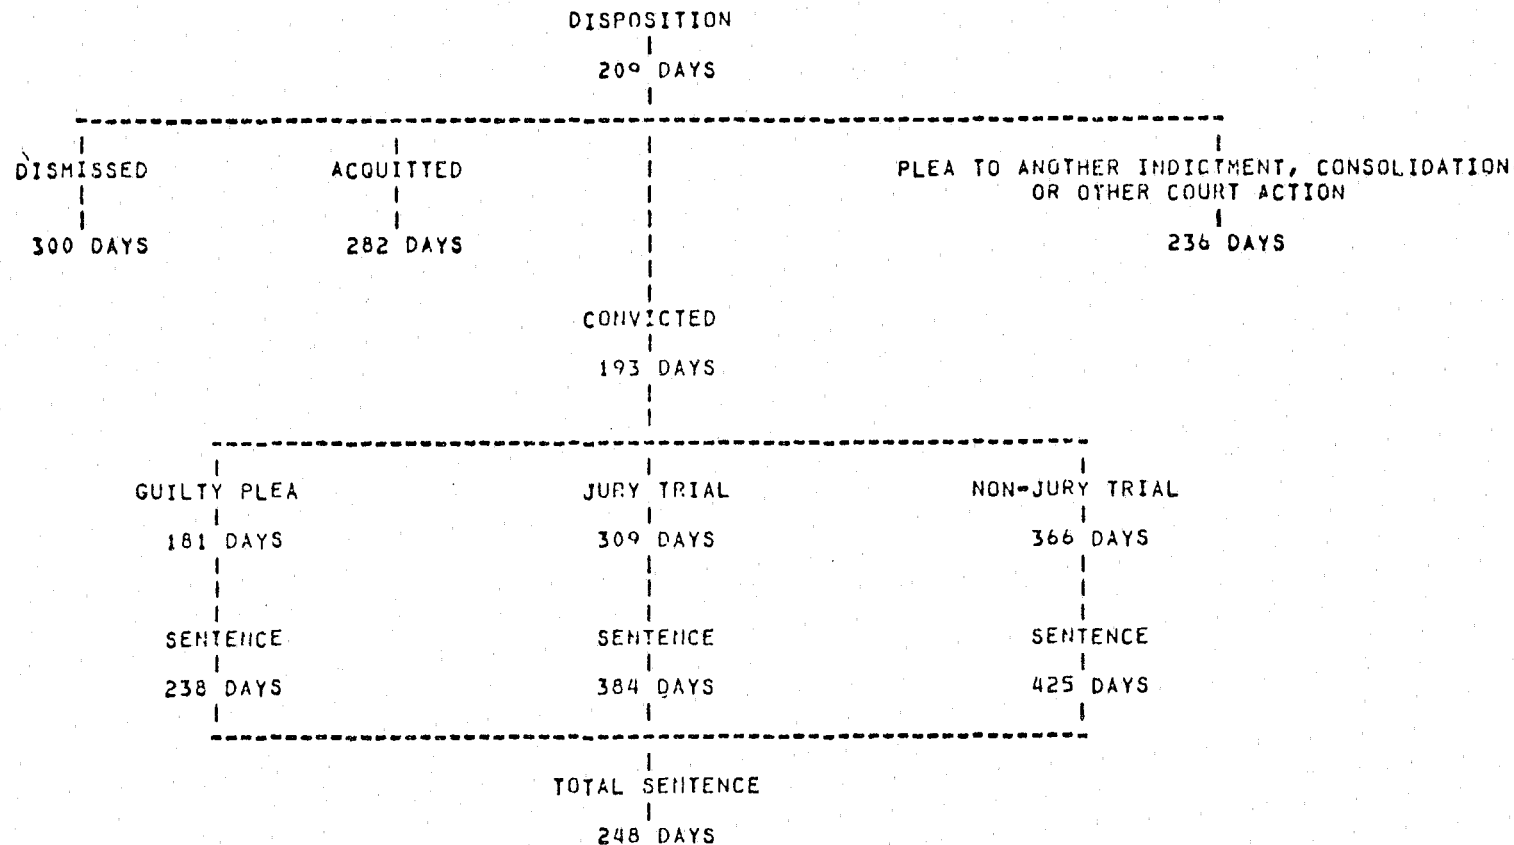 DISPOSITION
209 DAYS
DISMISSED ACQUITTED PLEA TO ANOTHER INDICTMENT, CONSOLIDATION
OR OTHER COURT ACTION
300 DAYS 282 DAYS 236 DAYS
CONVICTED
193 DAYS
GUILTY PLEA JURY TRIAL NON-JURY TRIAL
181 DAYS 309 DAYS 366 DAYS
SENTENCE SENTENCE SENTENCE
238 DAYS 384 DAYS 425 DAYS
TOTAL SENTENCE
248 DAYS